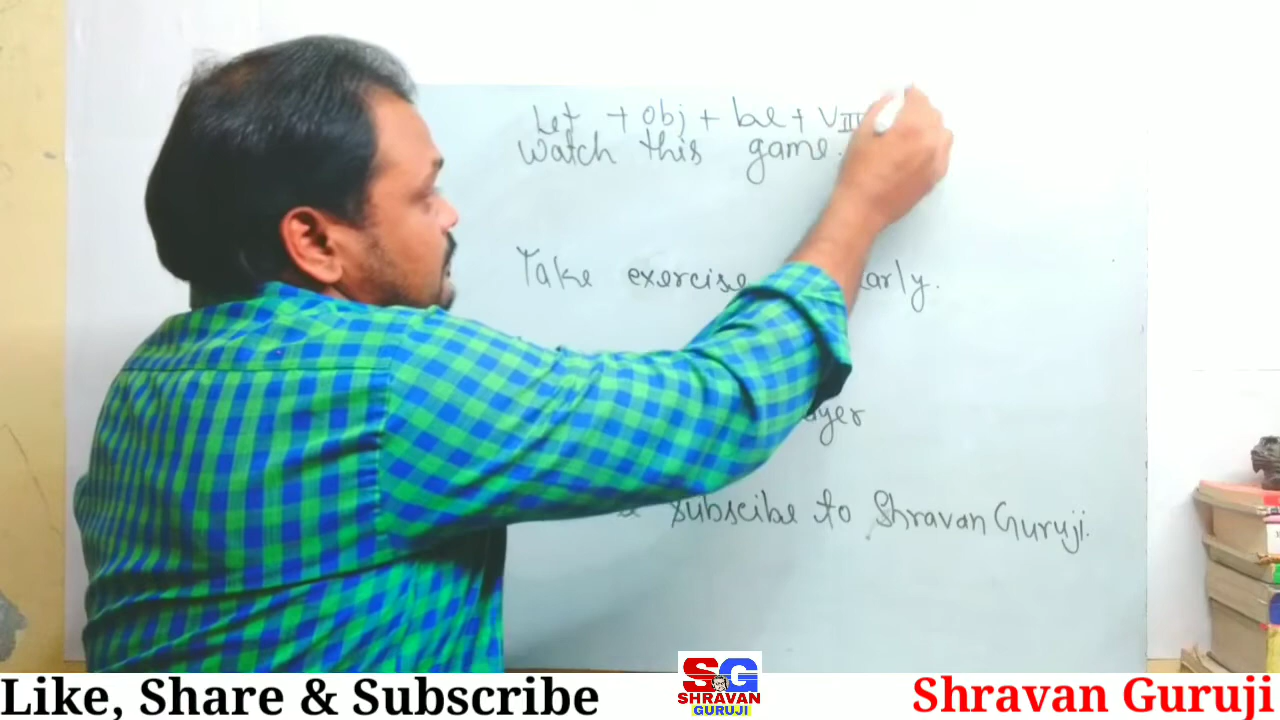 Let + obj + be + VIII
Watch this game.
Take exercise arly.
ayer
subscibe to Shravan Guruji.
SG
SHRAVAN
GURUJI
Like, Share & Subscribe
Shravan Guruji